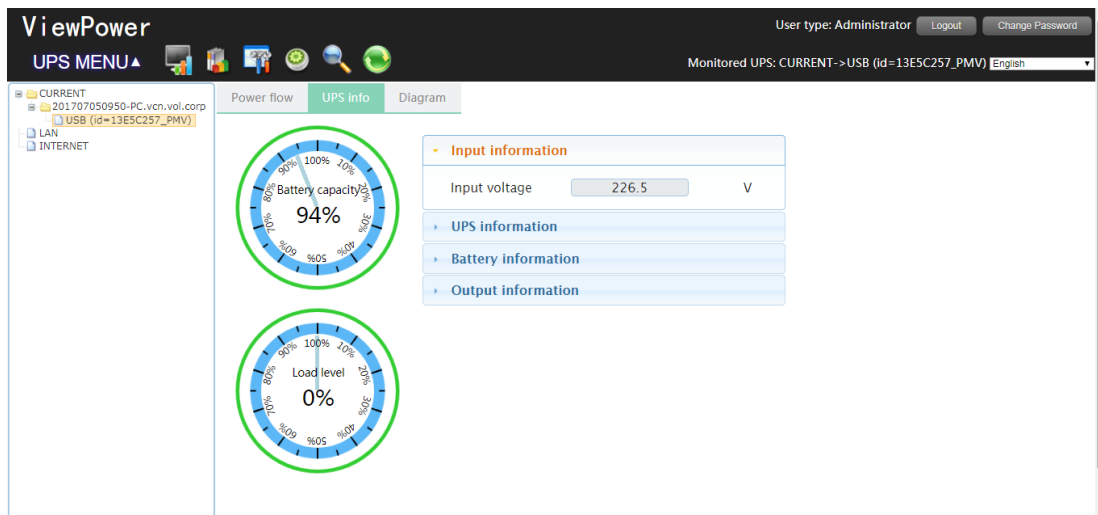 ViewPower
User type: Administrator Logout Change Password
UPS MENU▲
Monitored UPS: CURRENT->USB (id=13E5C257_PMV) English
CURRENT
201707050950-PC.vcn.vol.corp
USB (id=13E5C257_PMV)
LAN
INTERNET
Power flow UPS info Diagram
100% 10% 20% 30% 40% 50% 60% 70% 80% 90%
Battery capacity
94%
100% 10% 20% 30% 40% 50% 60% 70% 80% 90%
Load level
0%
Input information
Input voltage 226.5 V
UPS information
Battery information
Output information